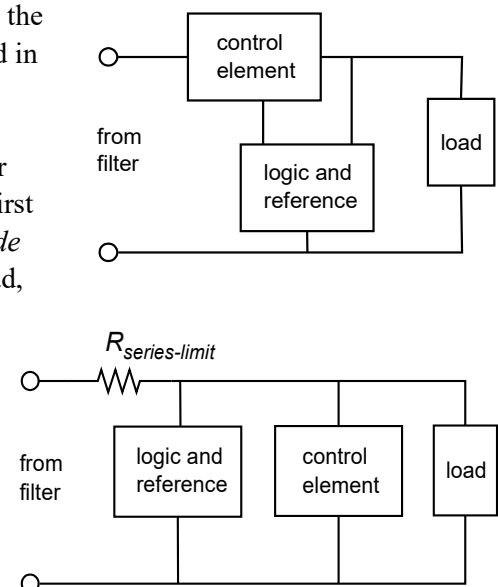 the
d in
r
irst
de
d,
control
element
from
filter
logic and
reference
load
R series-limit
from
filter
logic and
reference
control
element
load